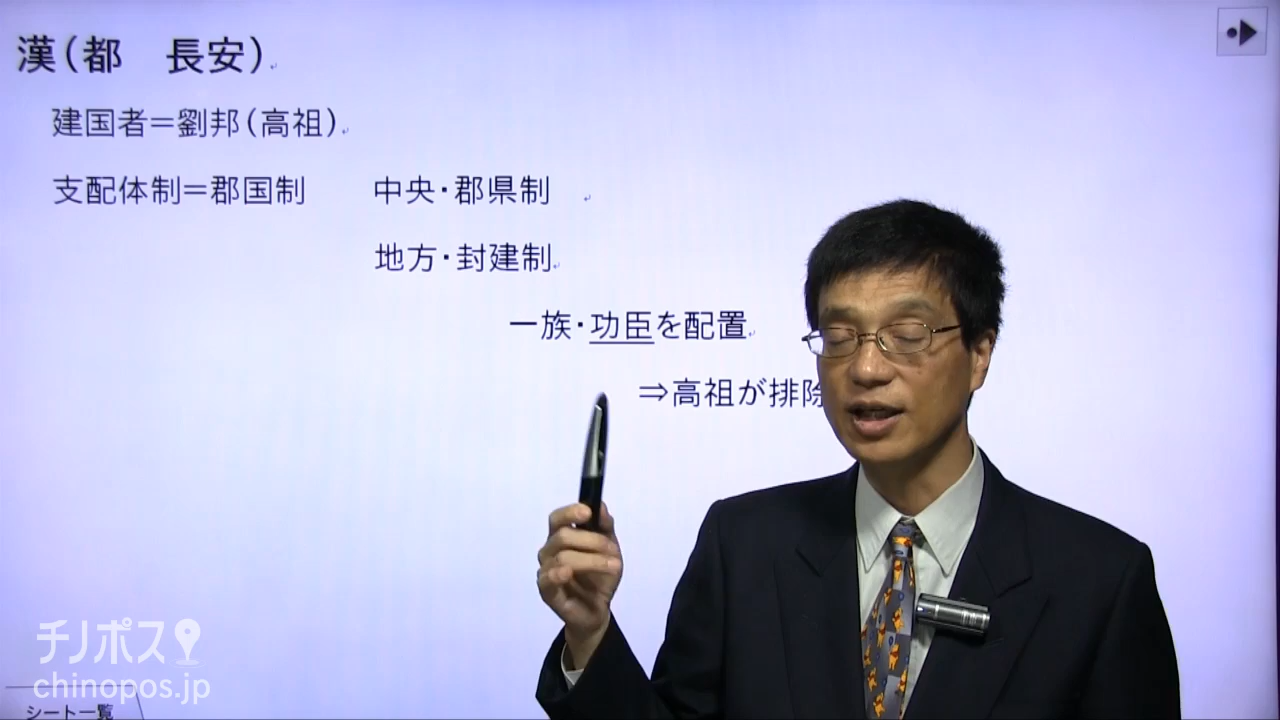 漢(都　長安)
建国者=劉邦(高祖)
支配体制=郡国制　中央・郡県制
地方・封建制
一族・功臣を配置
⇒高祖が排除
チノポス
chinopos.jp
シート一覧